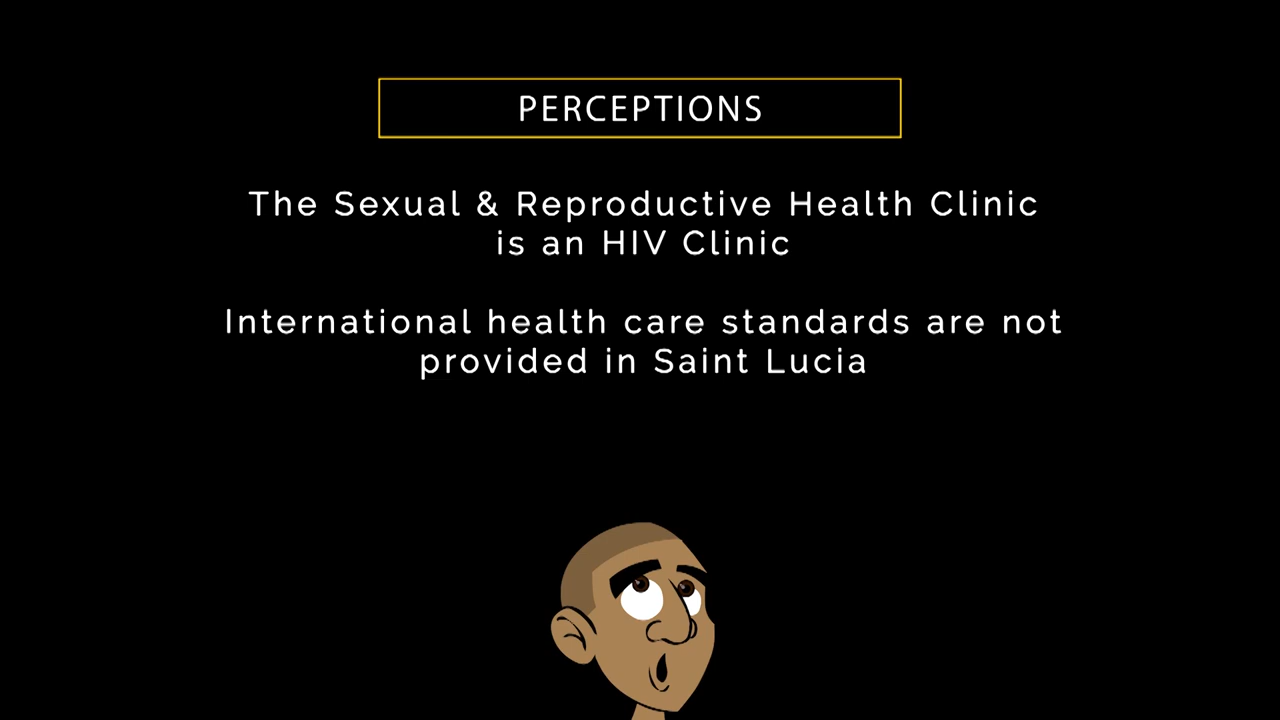 PERCEPTIONS
The Sexual & Reproductive Health Clinic
is an HIV Clinic
International health care standards are not
provided in Saint Lucia